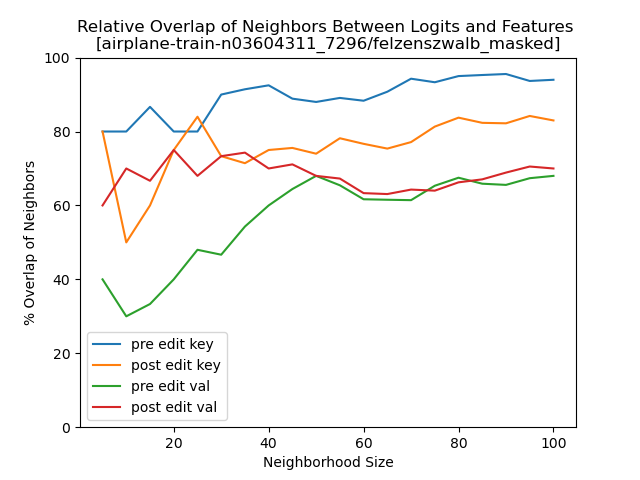 Relative Overlap of Neighbors Between Logits and Features
[airplane-train-n03604311_7296/felzenszwalb_masked]
100
80
60
40
20
0
% Overlap of Neighbors
pre edit key
post edit key
pre edit val
post edit val
20 40 60 80 100
Neighborhood Size